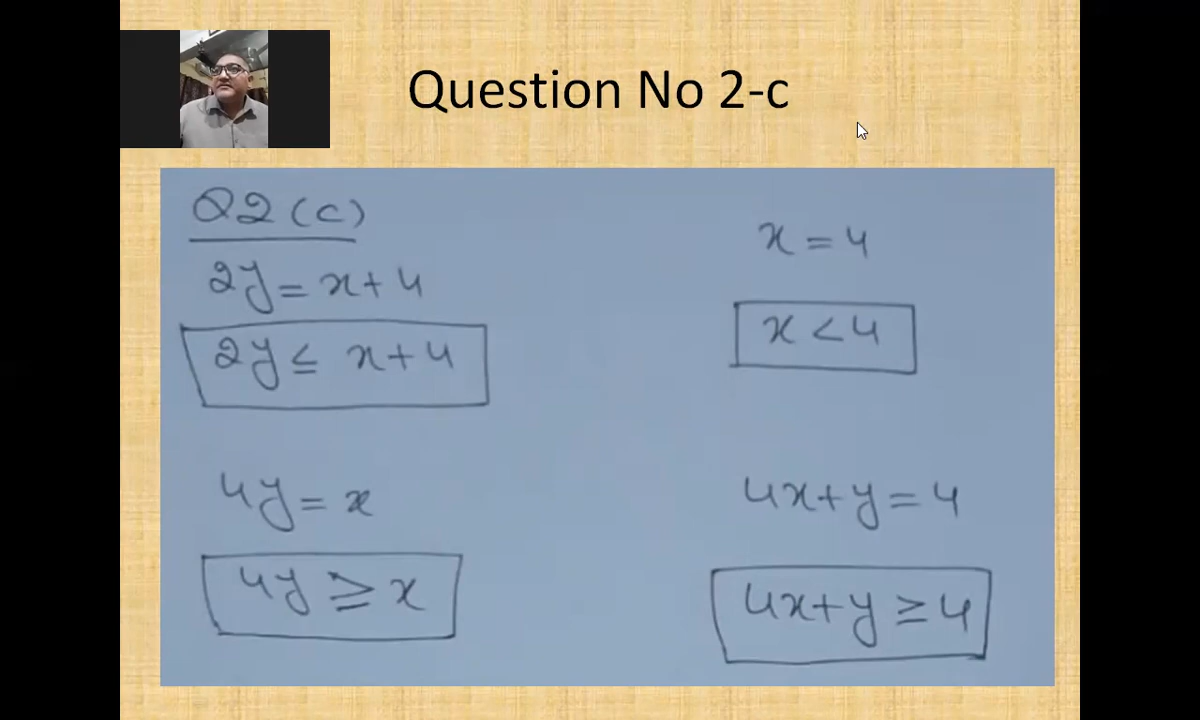 Question No 2-c
Q2 (c)
2y = x + 4
2y ≤ x + 4
4y = x
4y ≥ x
x = 4
x < 4
4x + y = 4
4x + y ≥ 4